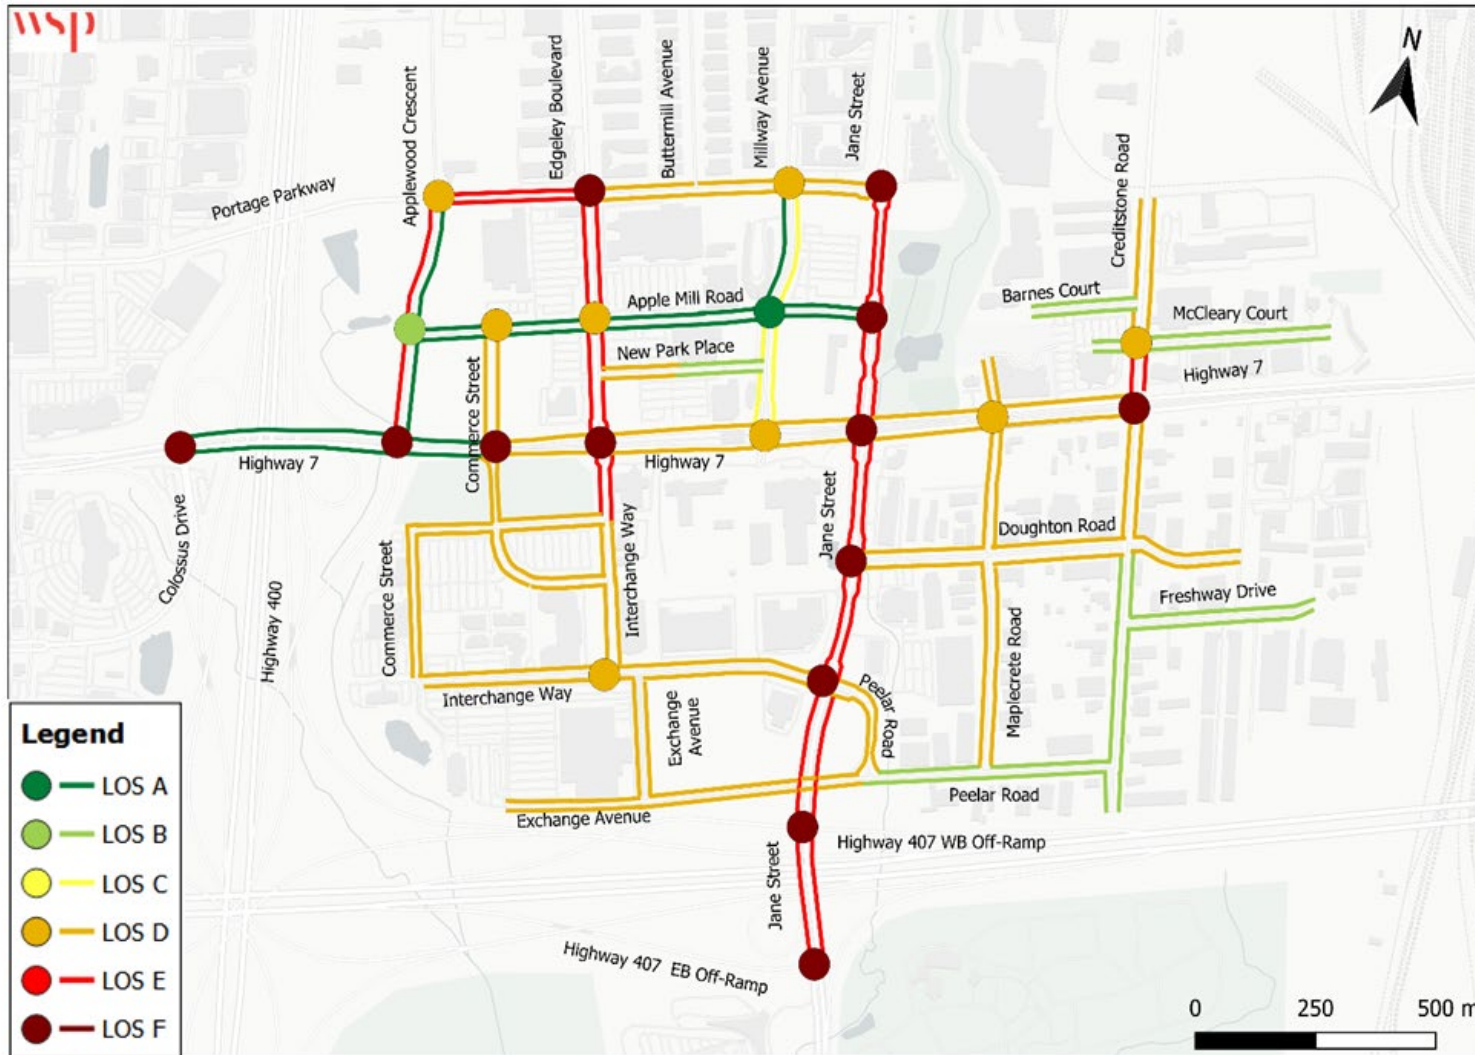 wsp
N
Portage Parkway
Applewood Crescent
Edgeley Boulevard
Buttermill Avenue
Millway Avenue
Jane Street
Creditstone Road
Barnes Court
McCleary Court
Highway 7
Apple Mill Road
New Park Place
Commerce Street
Highway 7
Highway 7
Colossus Drive
Highway 400
Commerce Street
Interchange Way
Jane Street
Doughton Road
Freshway Drive
Maplecrete Road
Interchange Way
Exchange
Avenue
Peelar Road
Peelar Road
Exchange Avenue
Highway 407 WB Off-Ramp
Jane Street
Highway 407 EB Off-Ramp
Legend
LOS A
LOS B
LOS C
LOS D
LOS E
LOS F
0 250 500 m